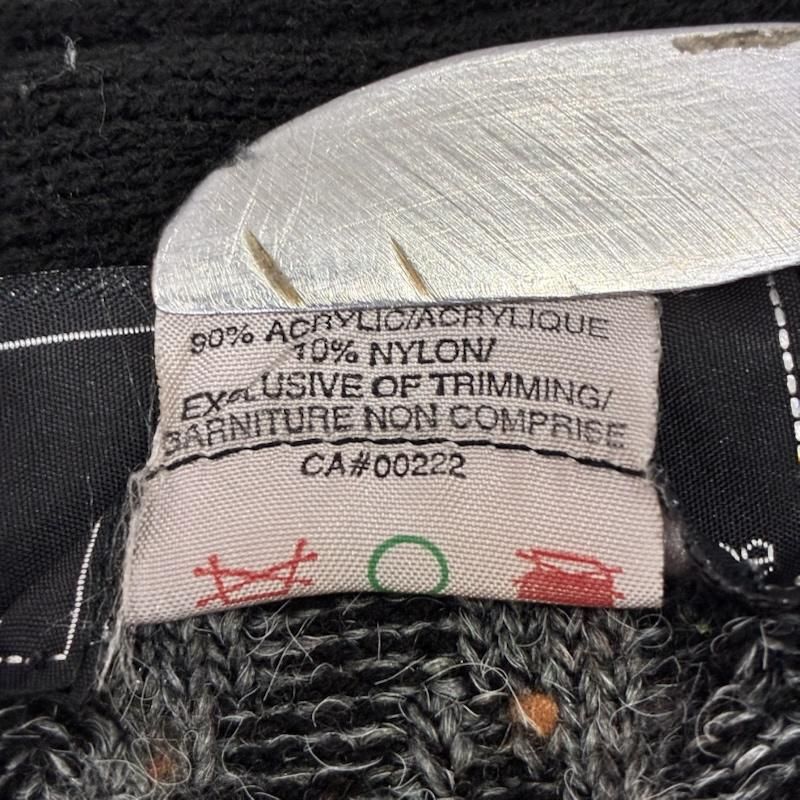 90% ACRYLIC/ACRYLIQUE
10% NYLON/
EXCLUSIVE OF TRIMMING/
GARNITURE NON COMPRISE
CA#00222